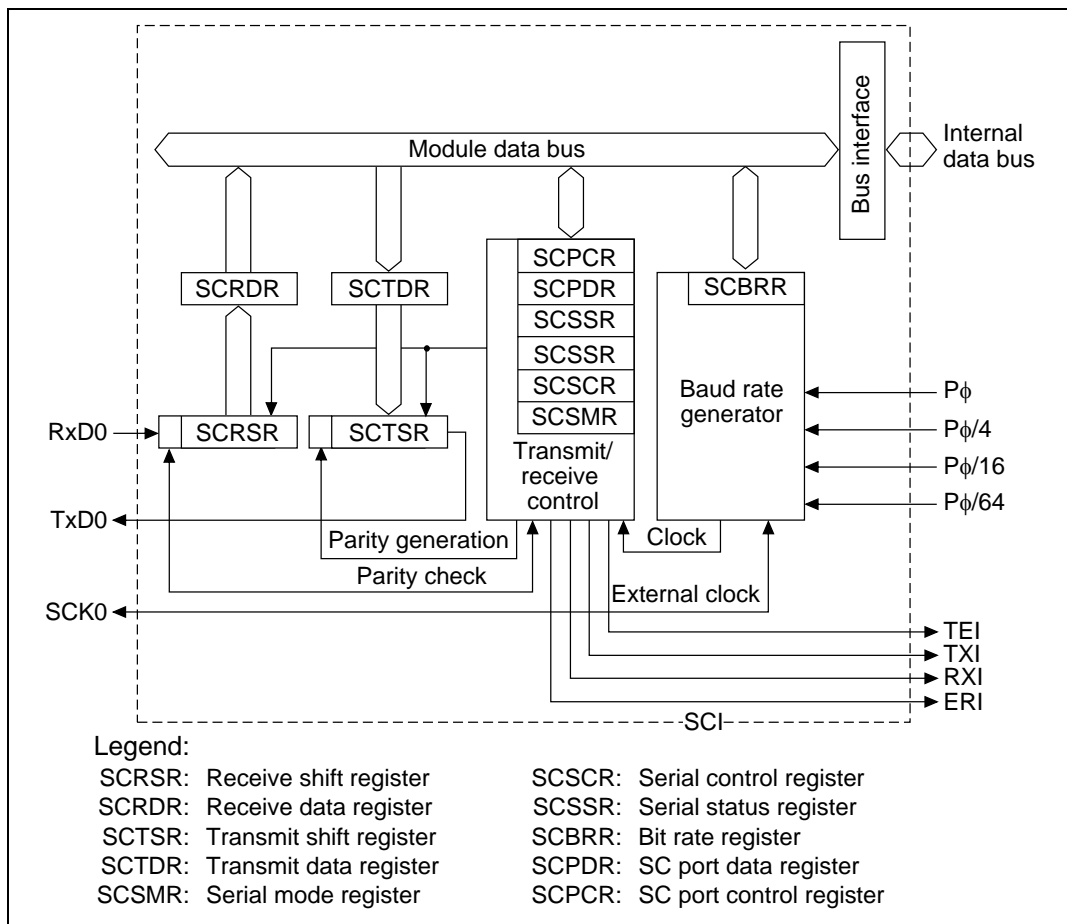 Bus interface
Internal
data bus
Module data bus
SCRDR
SCTDR
SCPCR
SCPDR
SCSSR
SCSSR
SCSCR
SCSMR
Transmit/
receive
control
SCBRR
Baud rate
generator
Pϕ
Pϕ/4
Pϕ/16
Pϕ/64
RxD0
SCRSR
SCTSR
TxD0
Parity generation
Clock
Parity check
External clock
SCK0
TEI
TXI
RXI
ERI
SCI
Legend:
SCRSR: Receive shift register
SCRDR: Receive data register
SCTSR: Transmit shift register
SCTDR: Transmit data register
SCSMR: Serial mode register
SCSCR: Serial control register
SCSSR: Serial status register
SCBRR: Bit rate register
SCPDR: SC port data register
SCPCR: SC port control register